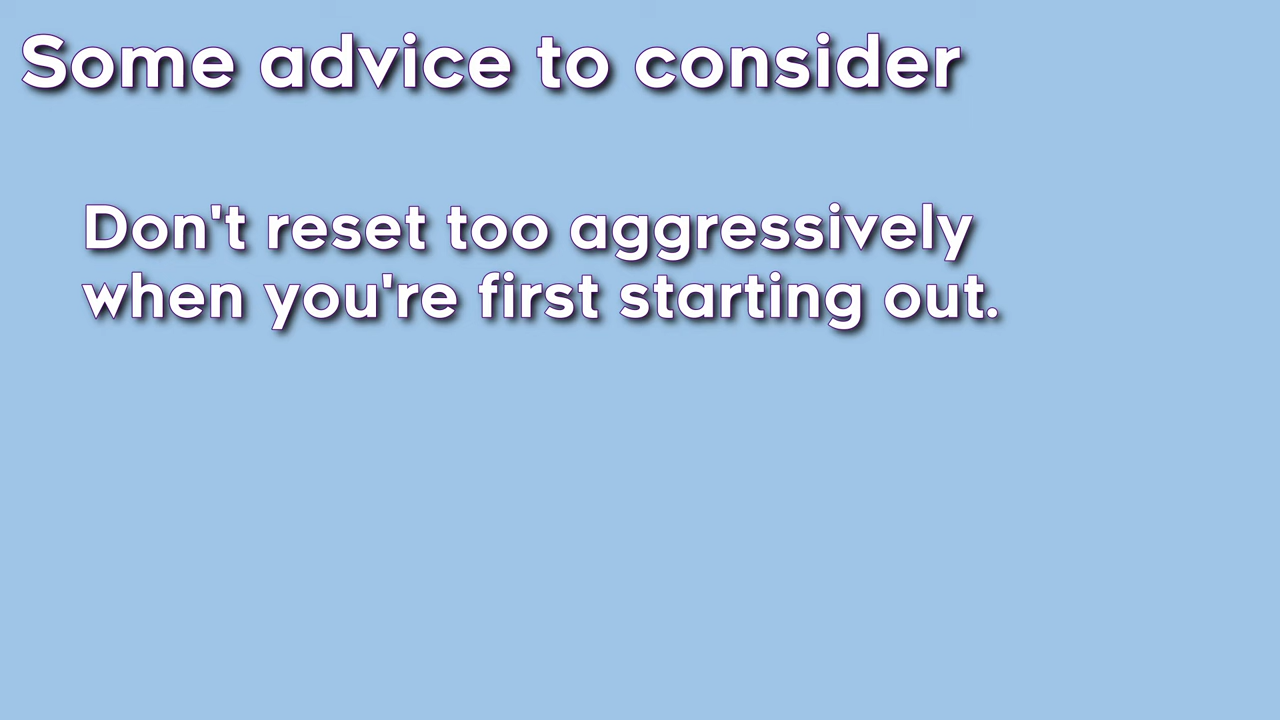 Some advice to consider
Don't reset too aggressively
when you're first starting out.